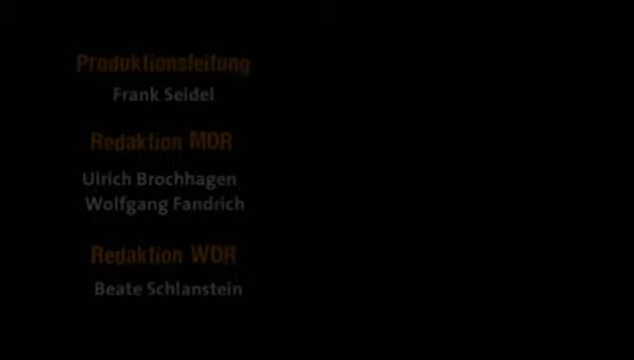 Produktionsleitung
Frank Seidel
Redaktion MDR
Ulrich Brochhagen
Wolfgang Fandrich
Redaktion WDR
Beate Schlanstein